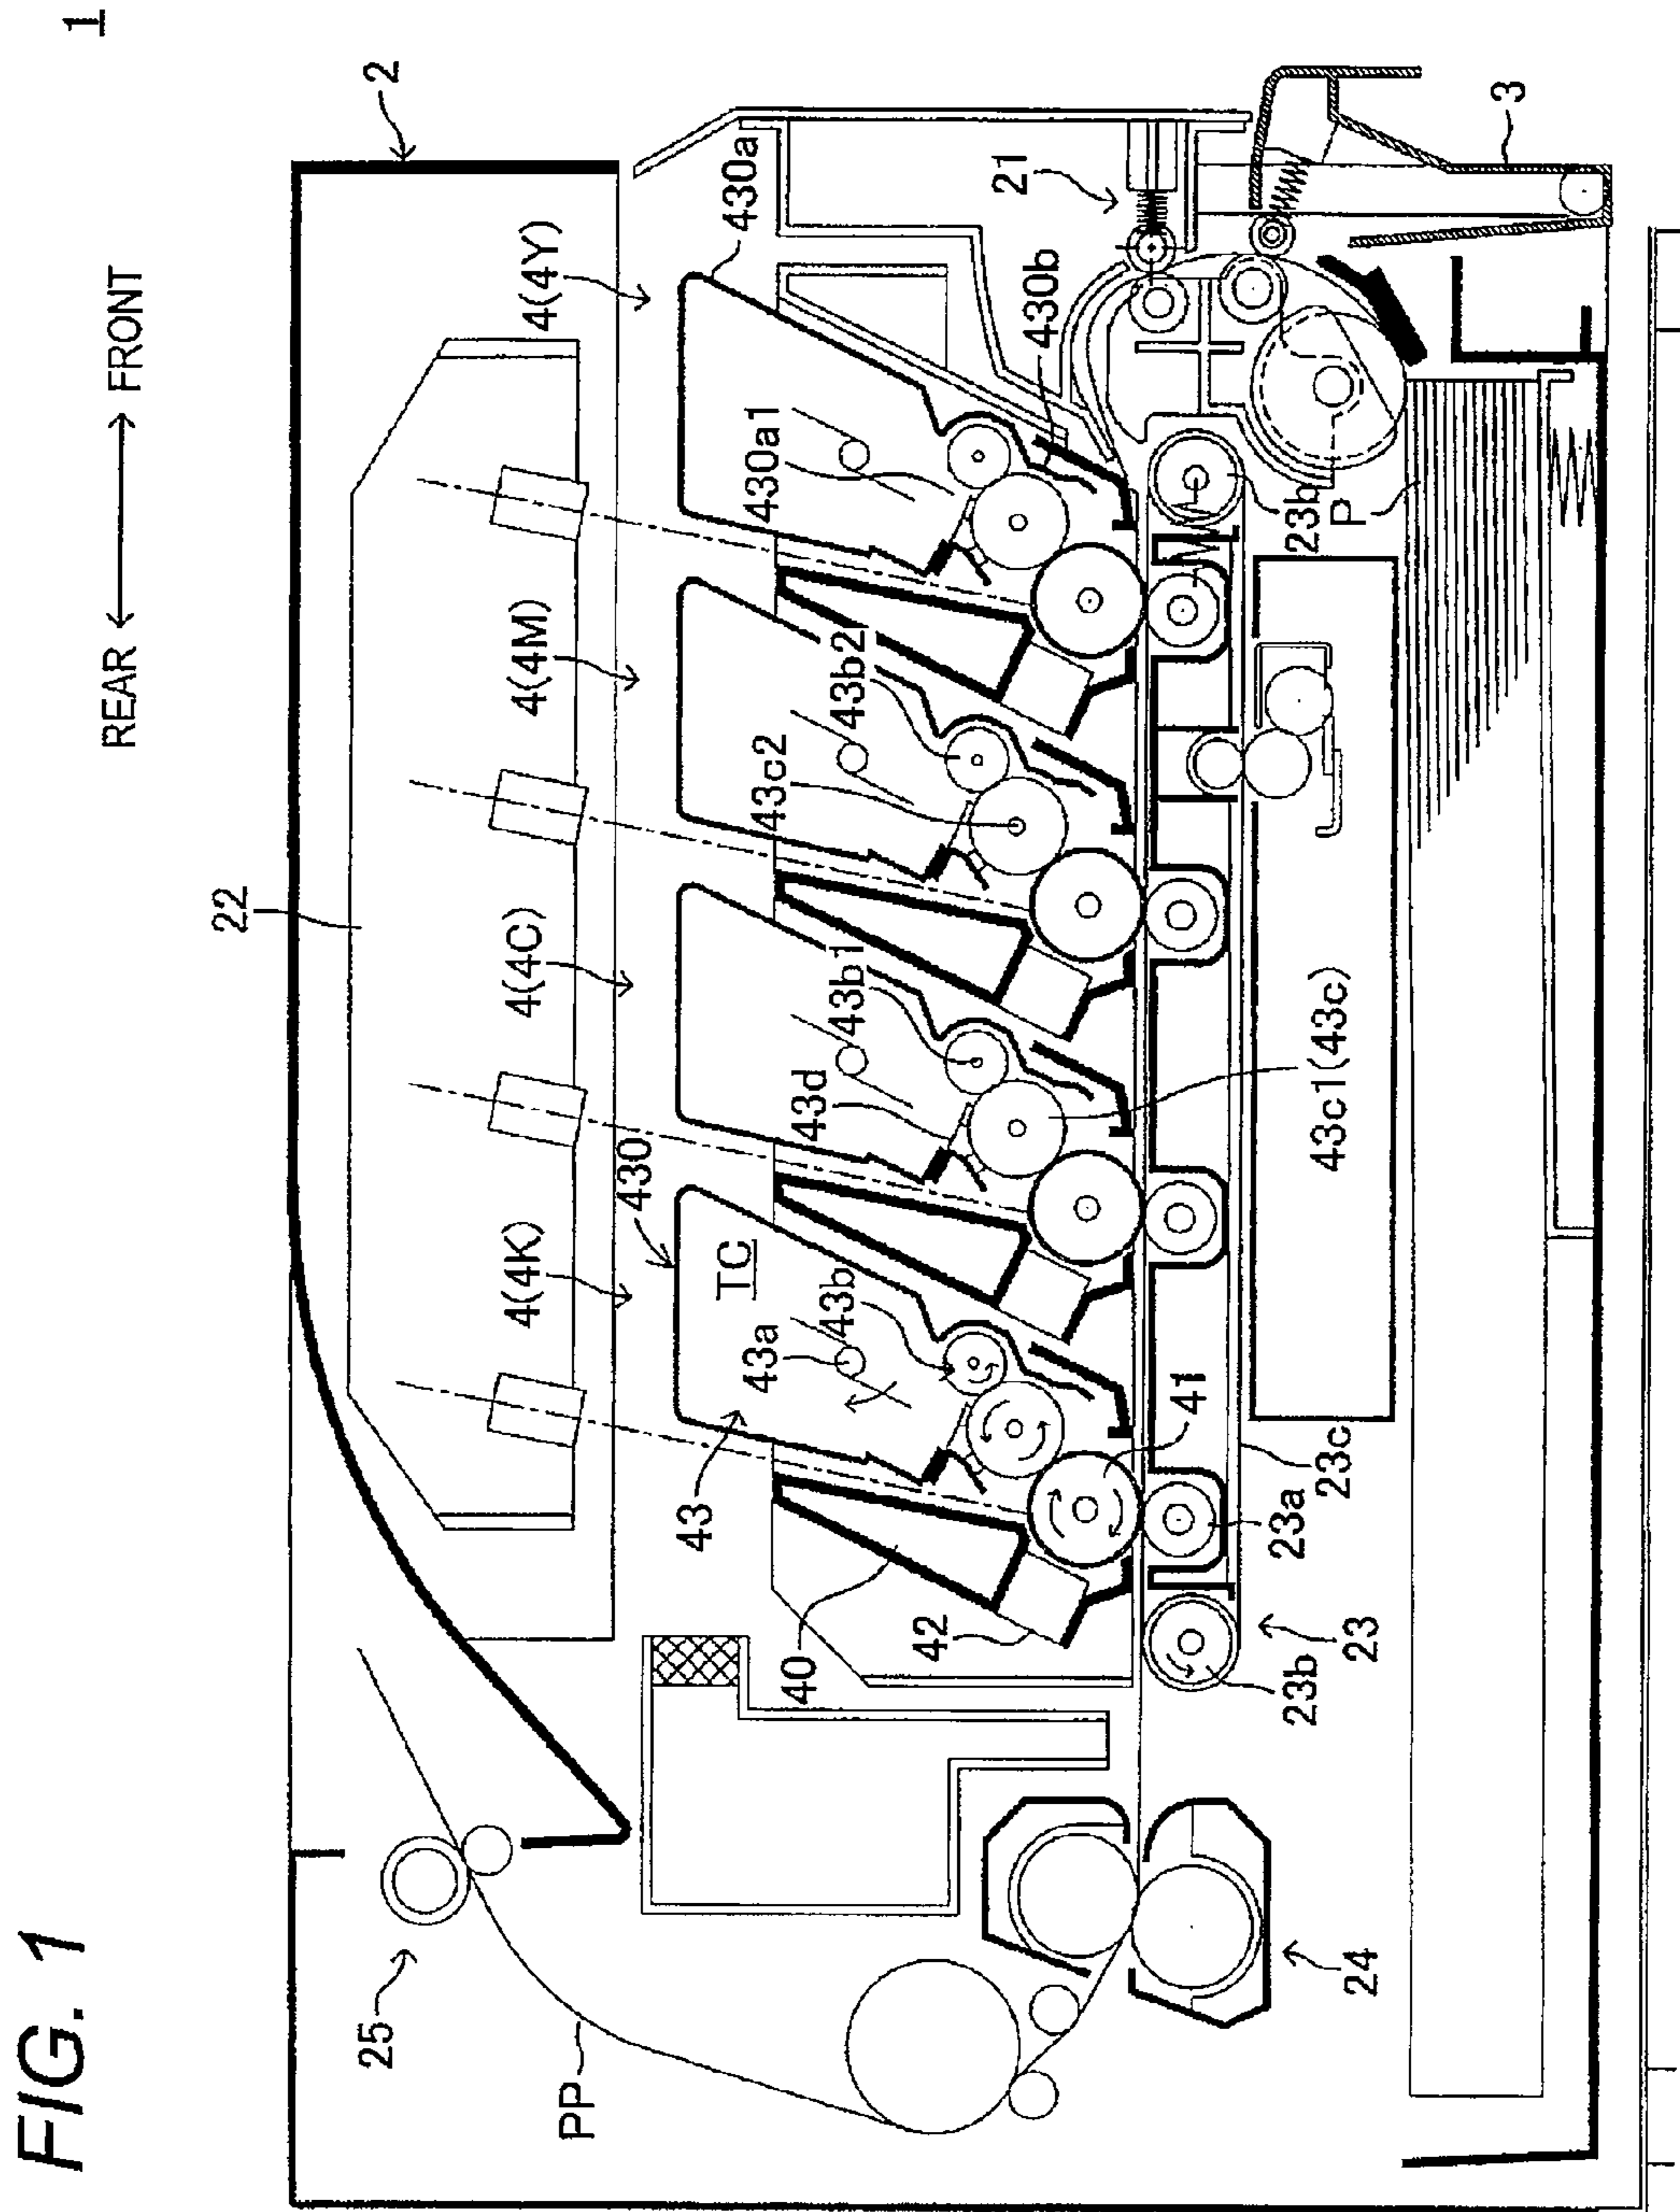 FIG. 1
1
REAR ←→ FRONT
2
22
4(4K)
4(4C)
4(4M)
4(4Y)
25
PP
43
430
TC
43a
43b
43d
43b1
43c2
43b2
430a1
430a
430b
21
3
40
42
41
24
23b
23
23a
23c
43c1(43c)
23b
P